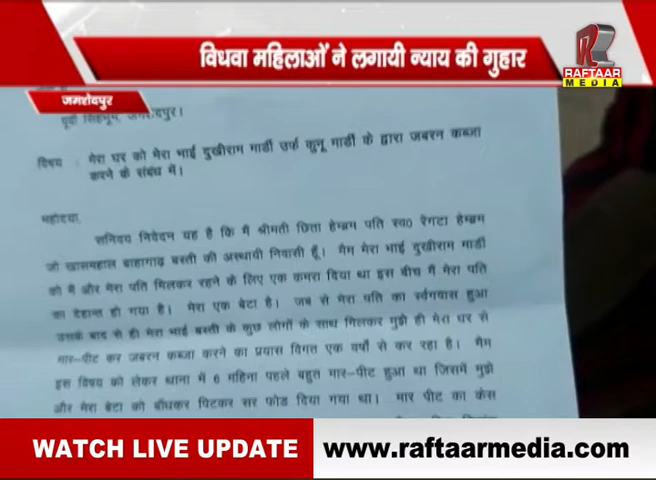 विधवा महिलाओं ने लगायी न्याय की गुहार
RAFTAAR
MEDIA
जमशेदपुर
पूर्वी सिंहभूम, जमशेदपुर।
विषय : मेरा घर को मेरा भाई दुखीराम मार्डी उर्फ कुनू मार्डी के द्वारा जबरन कब्जा
करने के संबंध में।
महोदया,
सनिवय निवेदन यह है कि मैं श्रीमती छिता हेम्ब्रम पति स्व0 रेंगटा हेम्ब्रम
जो खासमहाल बाहागढ़ बस्ती की अस्थायी निवासी हूँ। मैम मेरा भाई दुखीराम मार्डी
को मैं और मेरा पति मिलकर रहने के लिए एक कमरा दिया था इस बीच मैं मेरा पति
का देहान्त हो गया है। मेरा एक बेटा है। जब से मेरा पति का स्वर्गवास हुआ
उसके बाद से ही मेरा भाई बस्ती के कुछ लोगों के साथ मिलकर मुझे ही मेरा घर से
मार-पीट कर जबरन कब्जा करने का प्रयास विगत एक वर्षों से कर रहा है। मैम
इस विषय को लेकर थाना में 6 महिना पहले बहुत मार-पीट हुआ था जिसमें मुझे
और मेरा बेटा को बाँधकर पिटकर सर फोड दिया गया था। मार पीट का केस
WATCH LIVE UPDATE
www.raftaarmedia.com